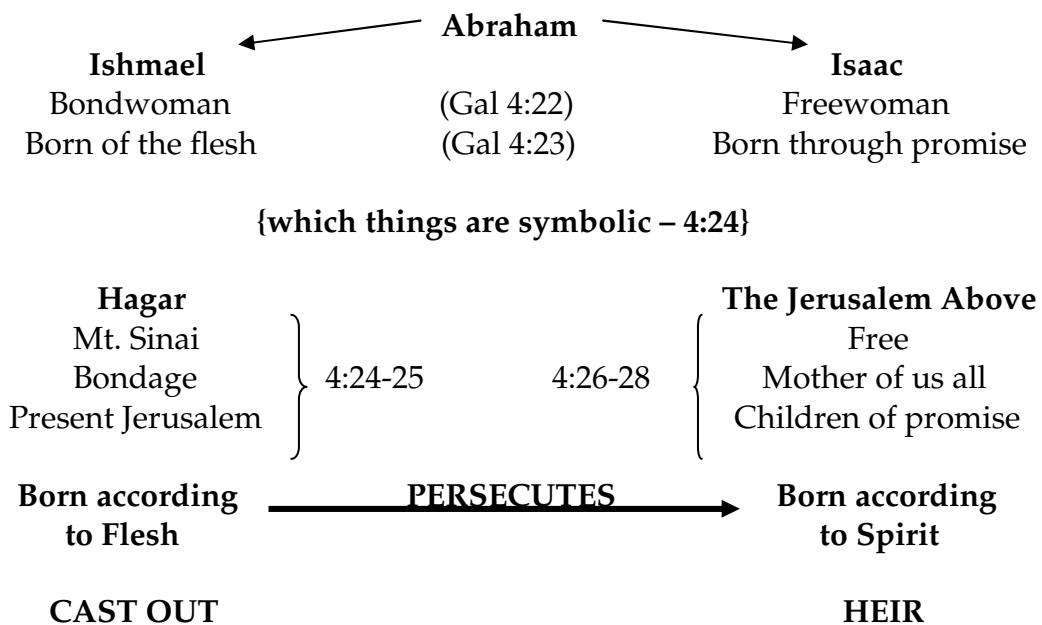 Abraham
Ishmael Isaac
Bondwoman (Gal 4:22) Freewoman
Born of the flesh (Gal 4:23) Born through promise
{which things are symbolic – 4:24}
Hagar The Jerusalem Above
Mt. Sinai Free
Bondage 4:24-25 4:26-28 Mother of us all
Present Jerusalem Children of promise
Born according PERSECUTES Born according
to Flesh to Spirit
CAST OUT HEIR